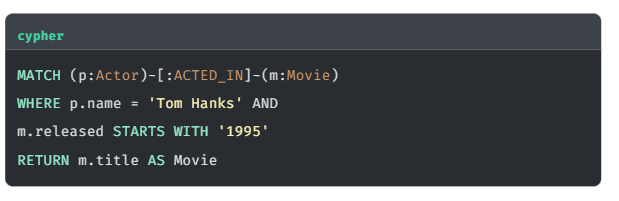 cypher
MATCH (p:Actor)-[:ACTED_IN]-(m:Movie)
WHERE p.name = 'Tom Hanks' AND
m.released STARTS WITH '1995'
RETURN m.title AS Movie